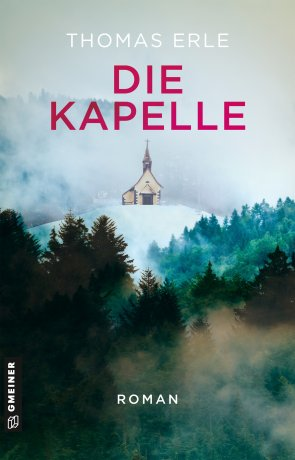 THOMAS ERLE
DIE
KAPELLE
ROMAN
GMEINER